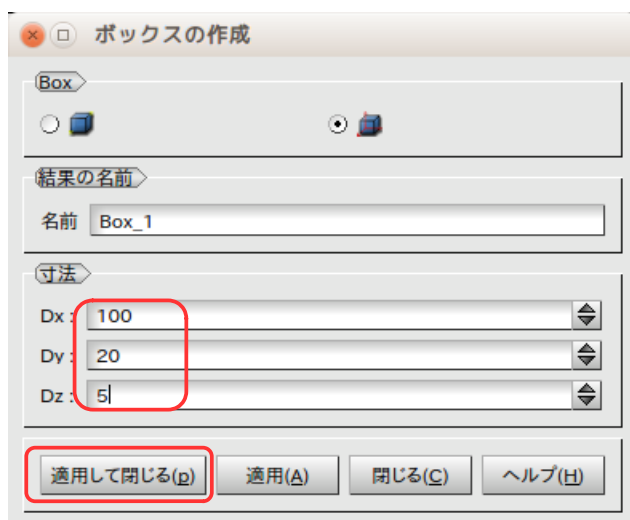 ボックスの作成
Box
結果の名前
名前 Box_1
寸法
Dx : 100
Dy : 20
Dz : 5
適用して閉じる(p) 適用(A) 閉じる(C) ヘルプ(H)